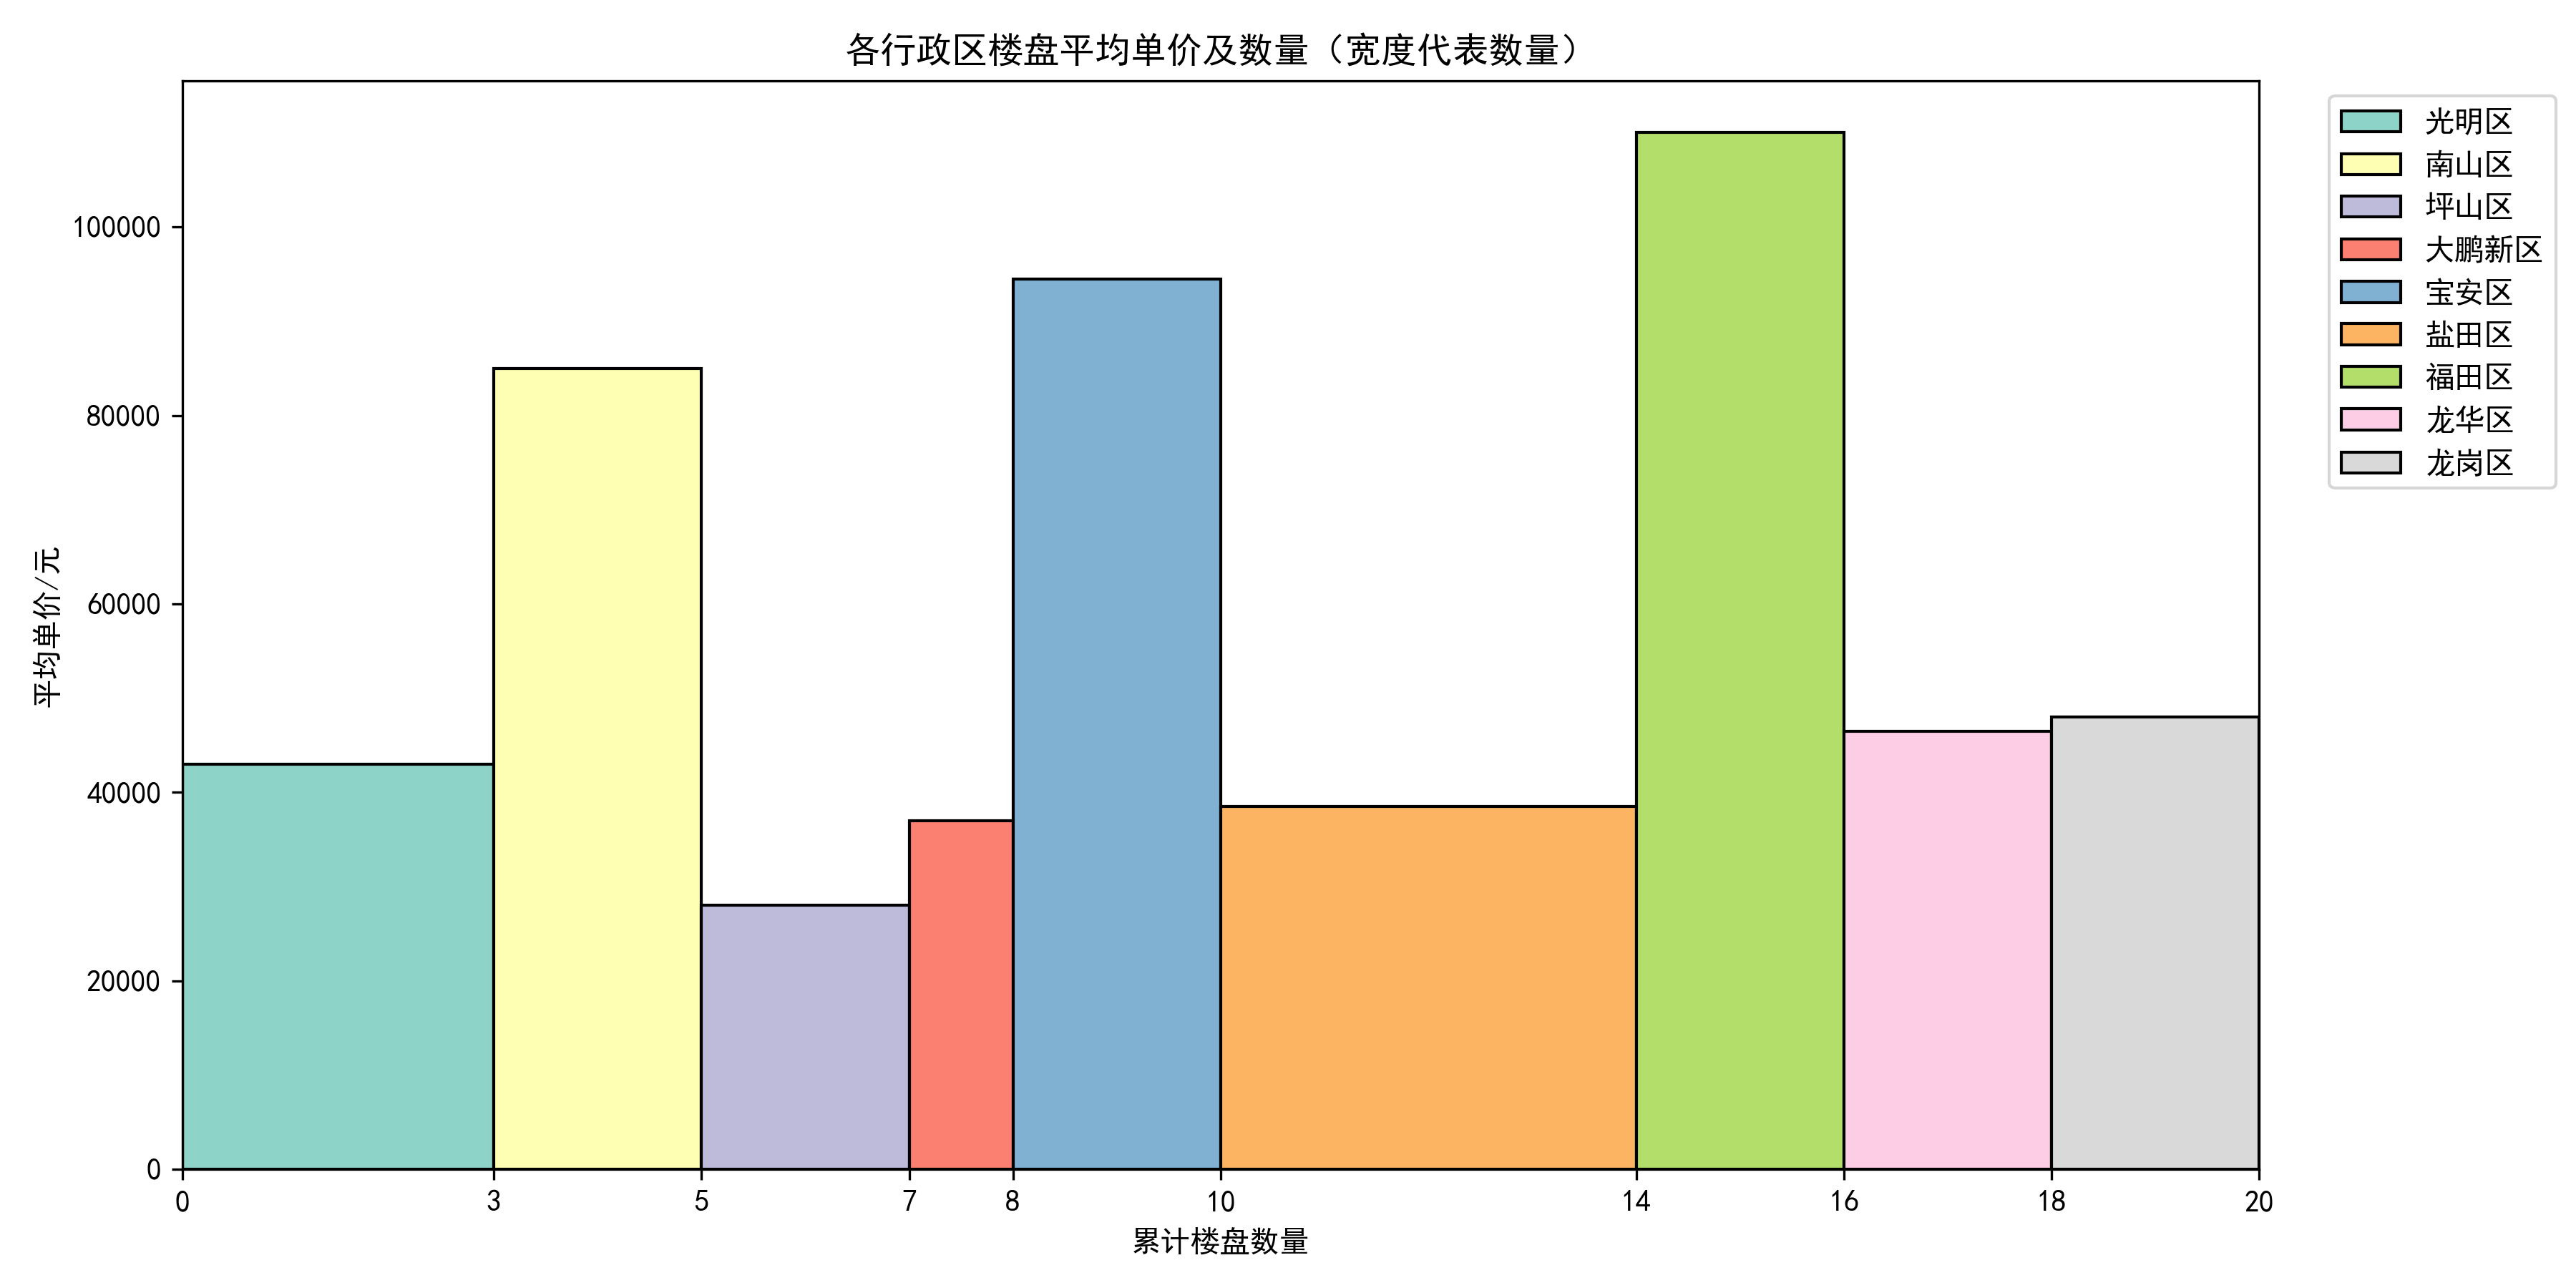 各行政区楼盘平均单价及数量（宽度代表数量）
平均单价/元
100000
80000
60000
40000
20000
0
0 3 5 7 8 10 14 16 18 20
累计楼盘数量
光明区
南山区
坪山区
大鹏新区
宝安区
盐田区
福田区
龙华区
龙岗区